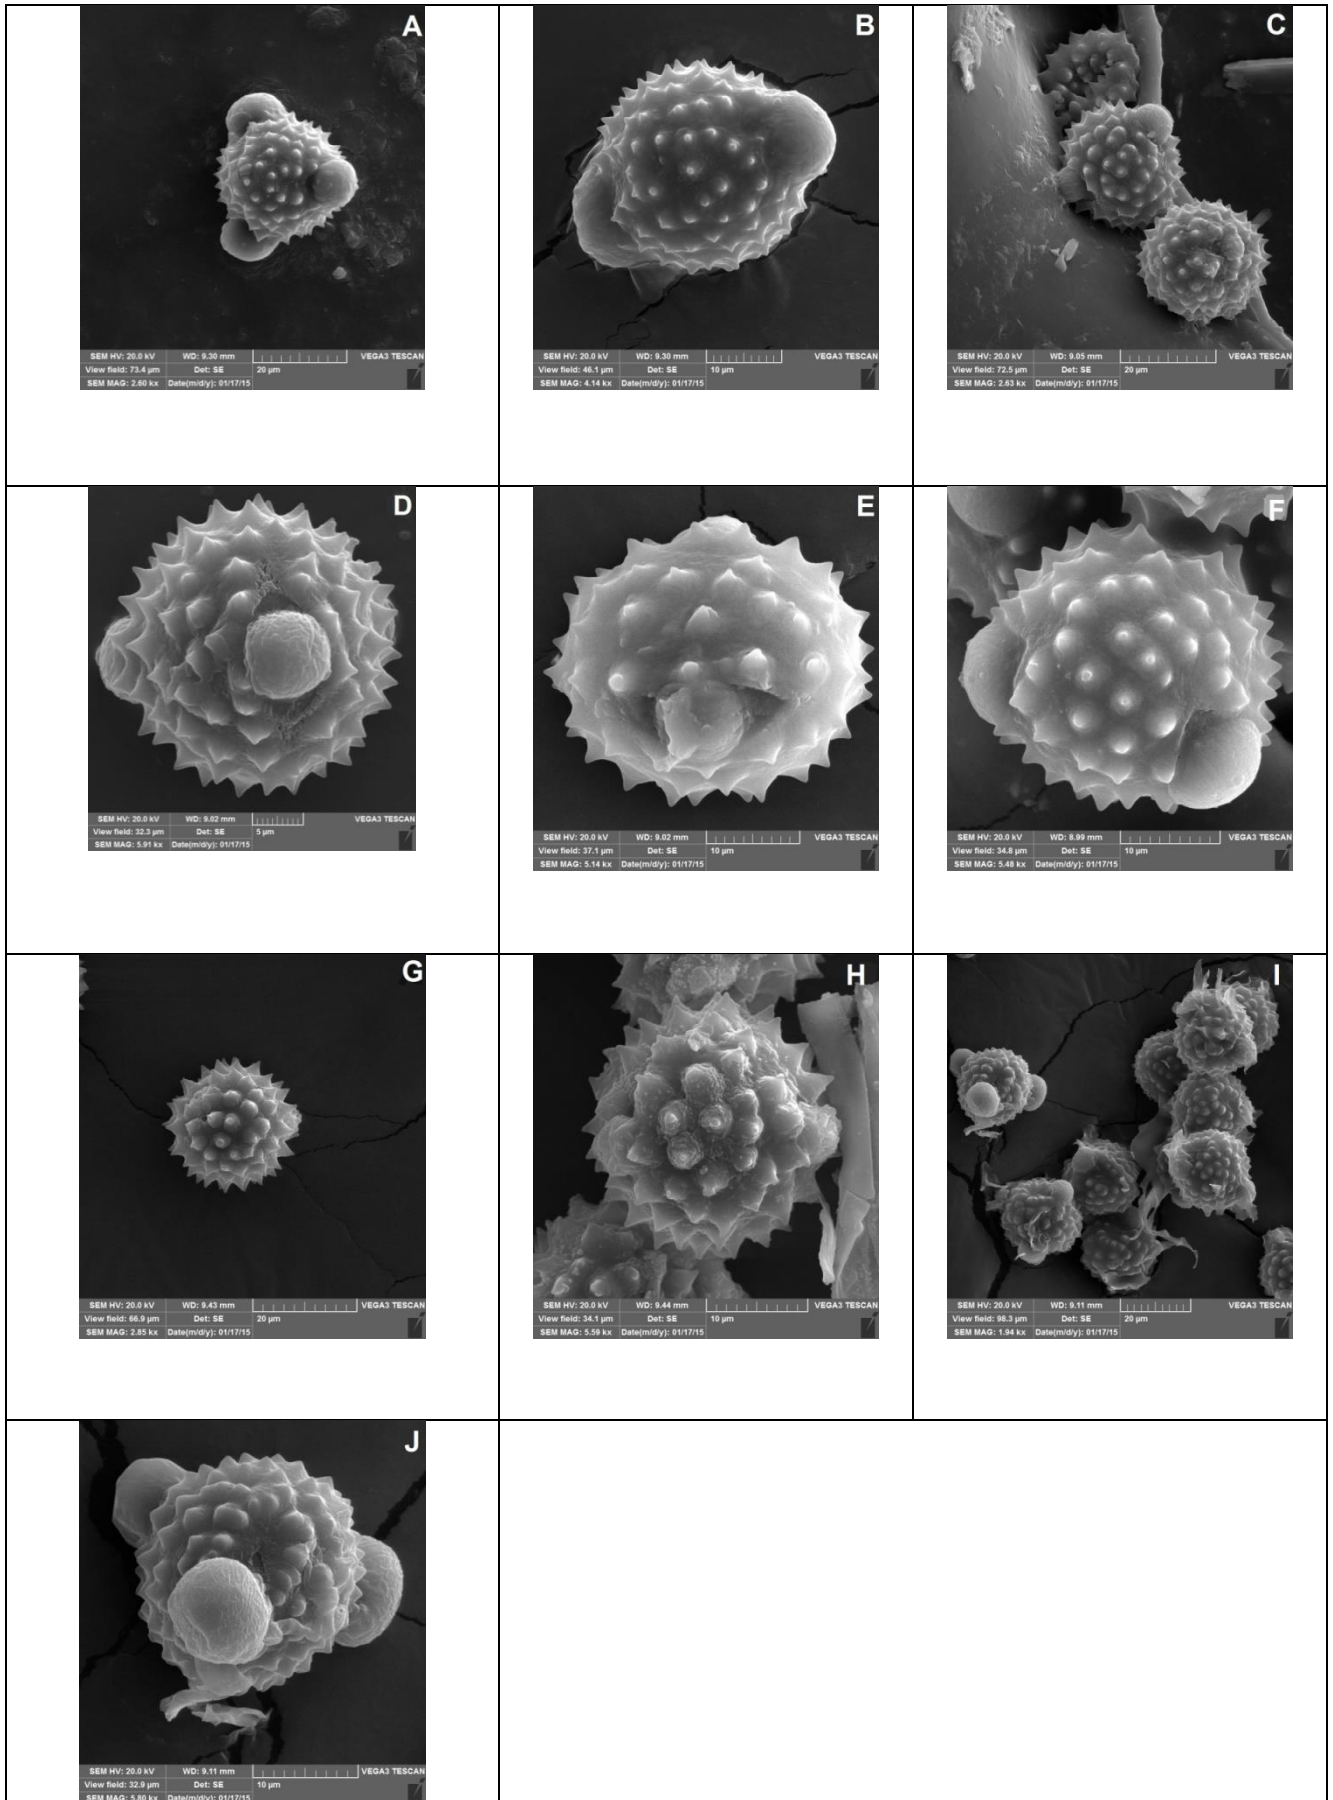 A
SEM HV: 20.0 kV WD: 9.30 mm VEGA3 TESCAN
View field: 73.4 µm Det: SE 20 µm
SEM MAG: 2.60 kx Date(m/d/y): 01/17/15
B
SEM HV: 20.0 kV WD: 9.30 mm VEGA3 TESCAN
View field: 46.1 µm Det: SE 10 µm
SEM MAG: 4.14 kx Date(m/d/y): 01/17/15
C
SEM HV: 20.0 kV WD: 9.05 mm VEGA3 TESCAN
View field: 72.5 µm Det: SE 20 µm
SEM MAG: 2.63 kx Date(m/d/y): 01/17/15
D
SEM HV: 20.0 kV WD: 9.02 mm VEGA3 TESCAN
View field: 32.3 µm Det: SE 5 µm
SEM MAG: 5.91 kx Date(m/d/y): 01/17/15
E
SEM HV: 20.0 kV WD: 9.02 mm VEGA3 TESCAN
View field: 37.1 µm Det: SE 10 µm
SEM MAG: 5.14 kx Date(m/d/y): 01/17/15
F
SEM HV: 20.0 kV WD: 8.99 mm VEGA3 TESCAN
View field: 34.8 µm Det: SE 10 µm
SEM MAG: 5.48 kx Date(m/d/y): 01/17/15
G
SEM HV: 20.0 kV WD: 9.43 mm VEGA3 TESCAN
View field: 66.9 µm Det: SE 20 µm
SEM MAG: 2.85 kx Date(m/d/y): 01/17/15
H
SEM HV: 20.0 kV WD: 9.44 mm VEGA3 TESCAN
View field: 34.1 µm Det: SE 10 µm
SEM MAG: 5.59 kx Date(m/d/y): 01/17/15
I
SEM HV: 20.0 kV WD: 9.11 mm VEGA3 TESCAN
View field: 98.3 µm Det: SE 20 µm
SEM MAG: 1.94 kx Date(m/d/y): 01/17/15
J
SEM HV: 20.0 kV WD: 9.11 mm VEGA3 TESCAN
View field: 32.9 µm Det: SE 10 µm
SEM MAG: 5.80 kx Date(m/d/y): 01/17/15